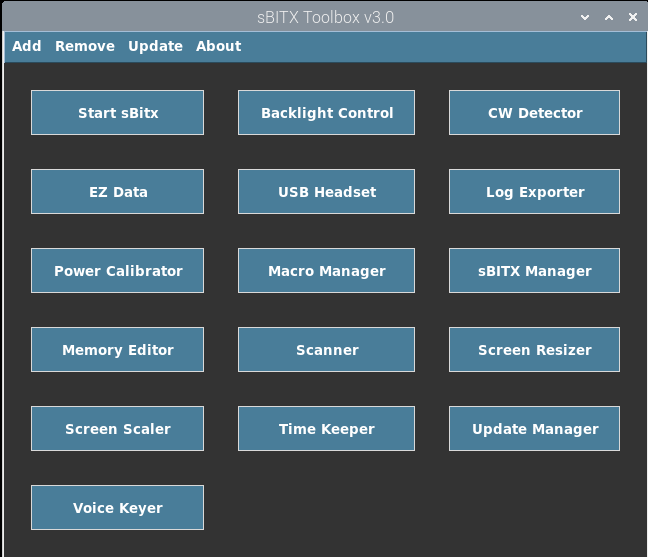 sBITX Toolbox v3.0
Add Remove Update About
Start sBitx Backlight Control CW Detector
EZ Data USB Headset Log Exporter
Power Calibrator Macro Manager sBITX Manager
Memory Editor Scanner Screen Resizer
Screen Scaler Time Keeper Update Manager
Voice Keyer